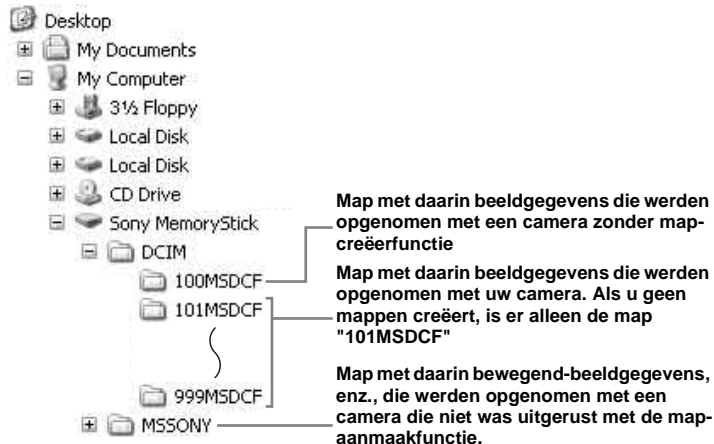 Desktop
My Documents
My Computer
3½ Floppy
Local Disk
Local Disk
CD Drive
Sony MemoryStick
DCIM
100MSDCF
101MSDCF
999MSDCF
MSSONY
Map met daarin beeldgegevens die werden
opgenomen met een camera zonder map-
creëerfunctie
Map met daarin beeldgegevens die werden
opgenomen met uw camera. Als u geen
mappen creëert, is er alleen de map
"101MSDCF"
Map met daarin bewegend-beeldgegevens,
enz., die werden opgenomen met een
camera die niet was uitgerust met de map-
aanmaakfunctie.